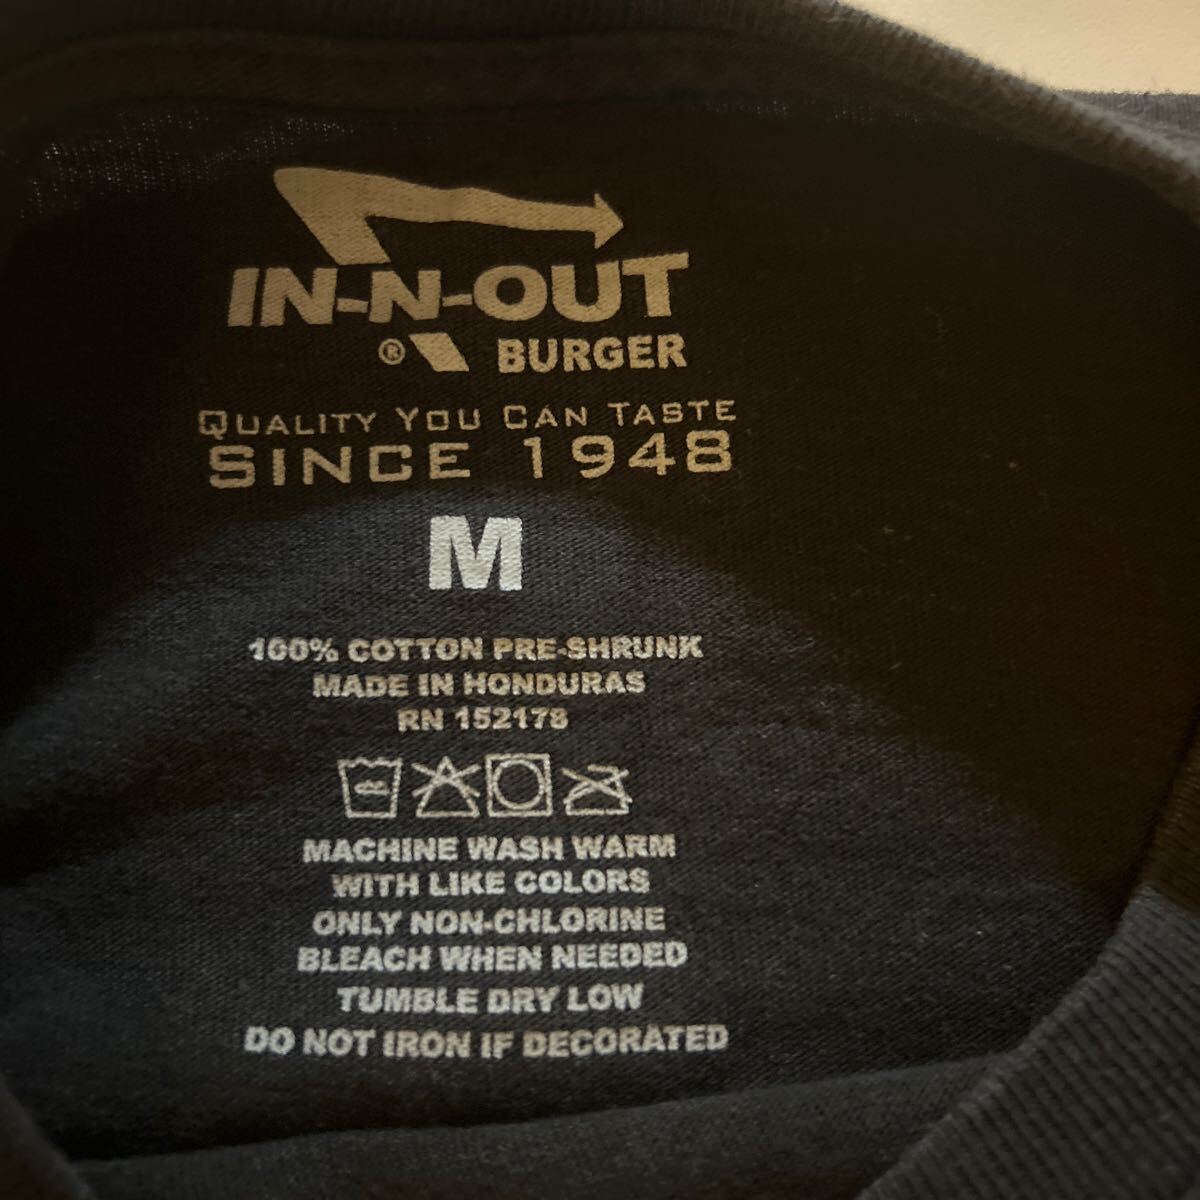 IN-N-OUT
® BURGER
QUALITY YOU CAN TASTE
SINCE 1948
M
100% COTTON PRE-SHRUNK
MADE IN HONDURAS
RN 152178
MACHINE WASH WARM
WITH LIKE COLORS
ONLY NON-CHLORINE
BLEACH WHEN NEEDED
TUMBLE DRY LOW
DO NOT IRON IF DECORATED